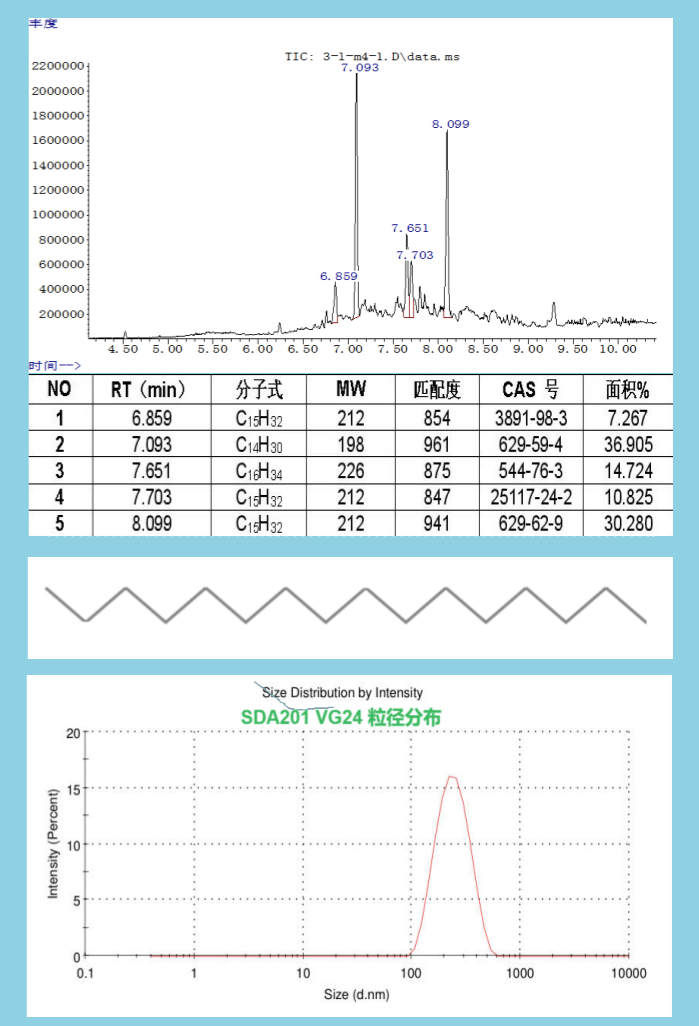 丰度
TIC: 3-1-m4-1.D\data.ms
7.093
2200000
2000000
8.099
1800000
1600000
1400000
1200000
1000000
7.651
800000
7.703
600000
6.859
400000
200000
4.50 5.00 5.50 6.00 6.50 7.00 7.50 8.00 8.50 9.00 9.50 10.00
时间-->
NO RT（min） 分子式 MW 匹配度 CAS 号 面积%
1 6.859 C₁₅H₃₂ 212 854 3891-98-3 7.267
2 7.093 C₁₄H₃₀ 198 961 629-59-4 36.905
3 7.651 C₁₆H₃₄ 226 875 544-76-3 14.724
4 7.703 C₁₅H₃₂ 212 847 25117-24-2 10.825
5 8.099 C₁₅H₃₂ 212 941 629-62-9 30.280
Size Distribution by Intensity
SDA201 VG24 粒径分布
20
15
10
5
0
Intensity (Percent)
0.1 1 10 100 1000 10000
Size (d.nm)